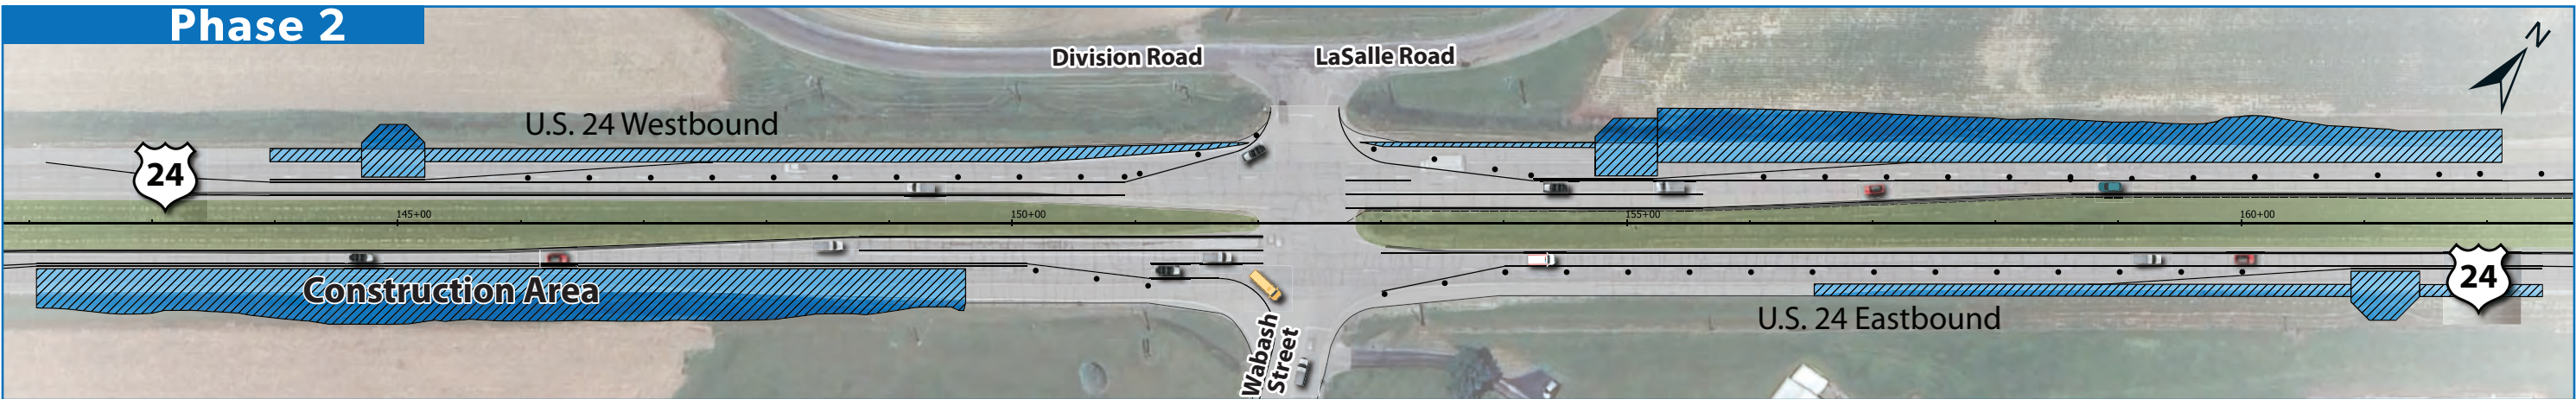 Phase 2
Division Road
LaSalle Road
N
U.S. 24 Westbound
24
145+00
150+00
155+00
160+00
Construction Area
24
U.S. 24 Eastbound
Wabash
Street